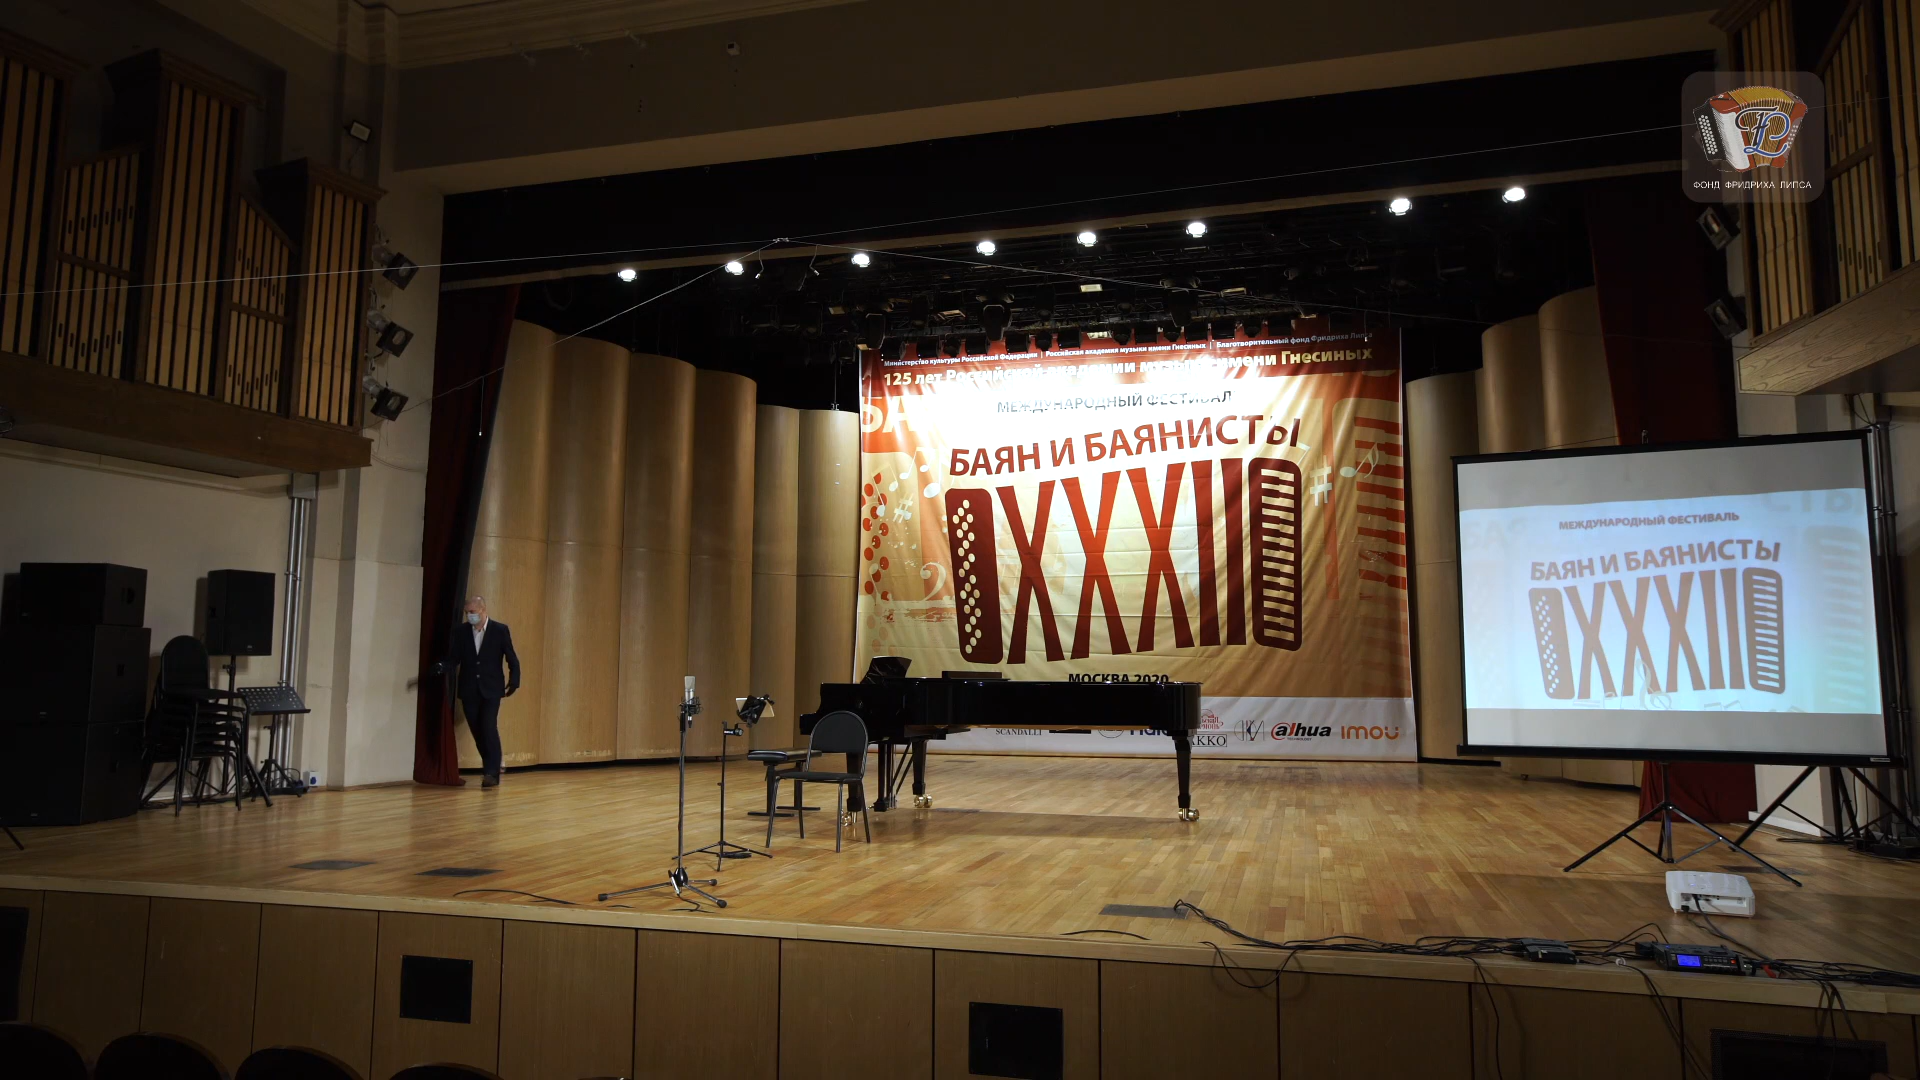 ФОНД ФРИДРИХА ЛИПСА
Министерство культуры Российской Федерации | Российская академия музыки имени Гнесиных | Благотворительный фонд Фридриха Липса
125 лет Российской академии музыки имени Гнесиных
МЕЖДУНАРОДНЫЙ ФЕСТИВАЛЬ
БАЯН И БАЯНИСТЫ
XXXII
МОСКВА 2020
SCANDALLI
alhua
TECHNOLOGY
imou
МЕЖДУНАРОДНЫЙ ФЕСТИВАЛЬ
БАЯН И БАЯНИСТЫ
XXXII